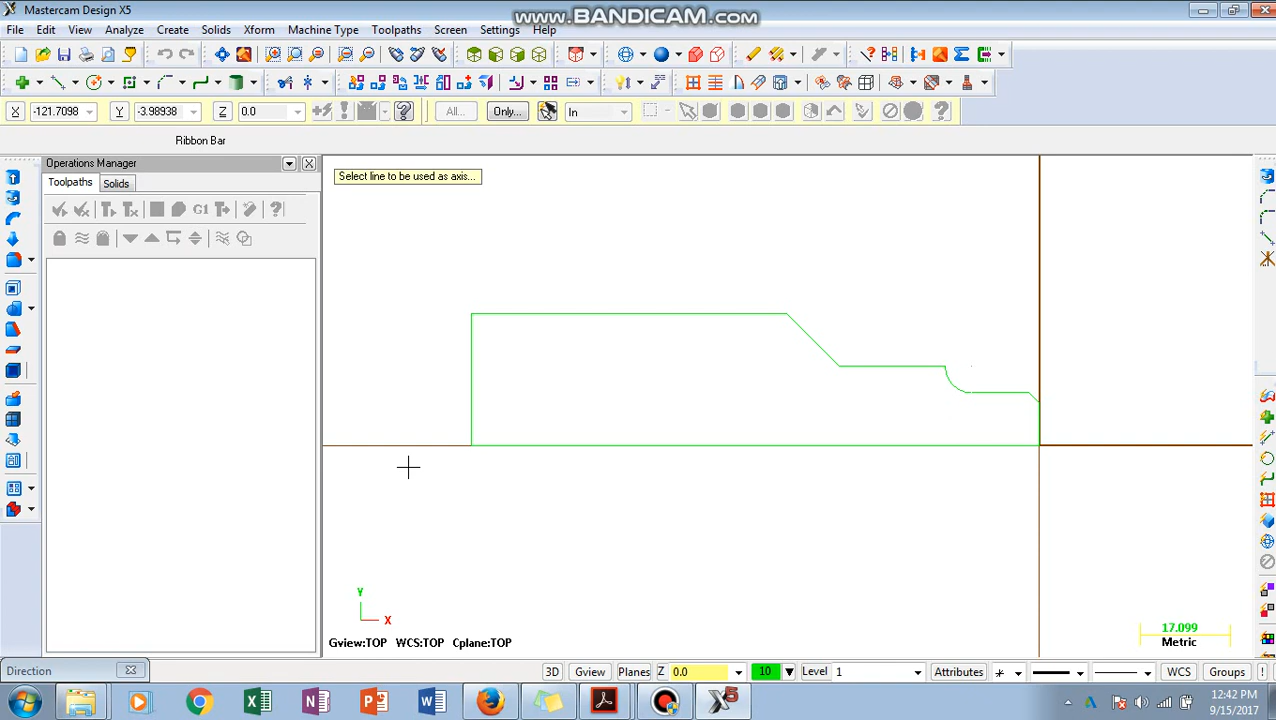 Mastercam Design X5
www.BANDICAM.com
File Edit View Analyze Create Solids Xform Machine Type Toolpaths Screen Settings Help
X -121.7098 Y -3.98938 Z 0.0 All... Only... In
Ribbon Bar
Operations Manager
Toolpaths Solids
G1
Select line to be used as axis...
Y
X
Gview:TOP WCS:TOP Cplane:TOP
17.099
Metric
Direction
3D Gview Planes Z 0.0 10 Level 1 Attributes WCS Groups
12:42 PM
9/15/2017